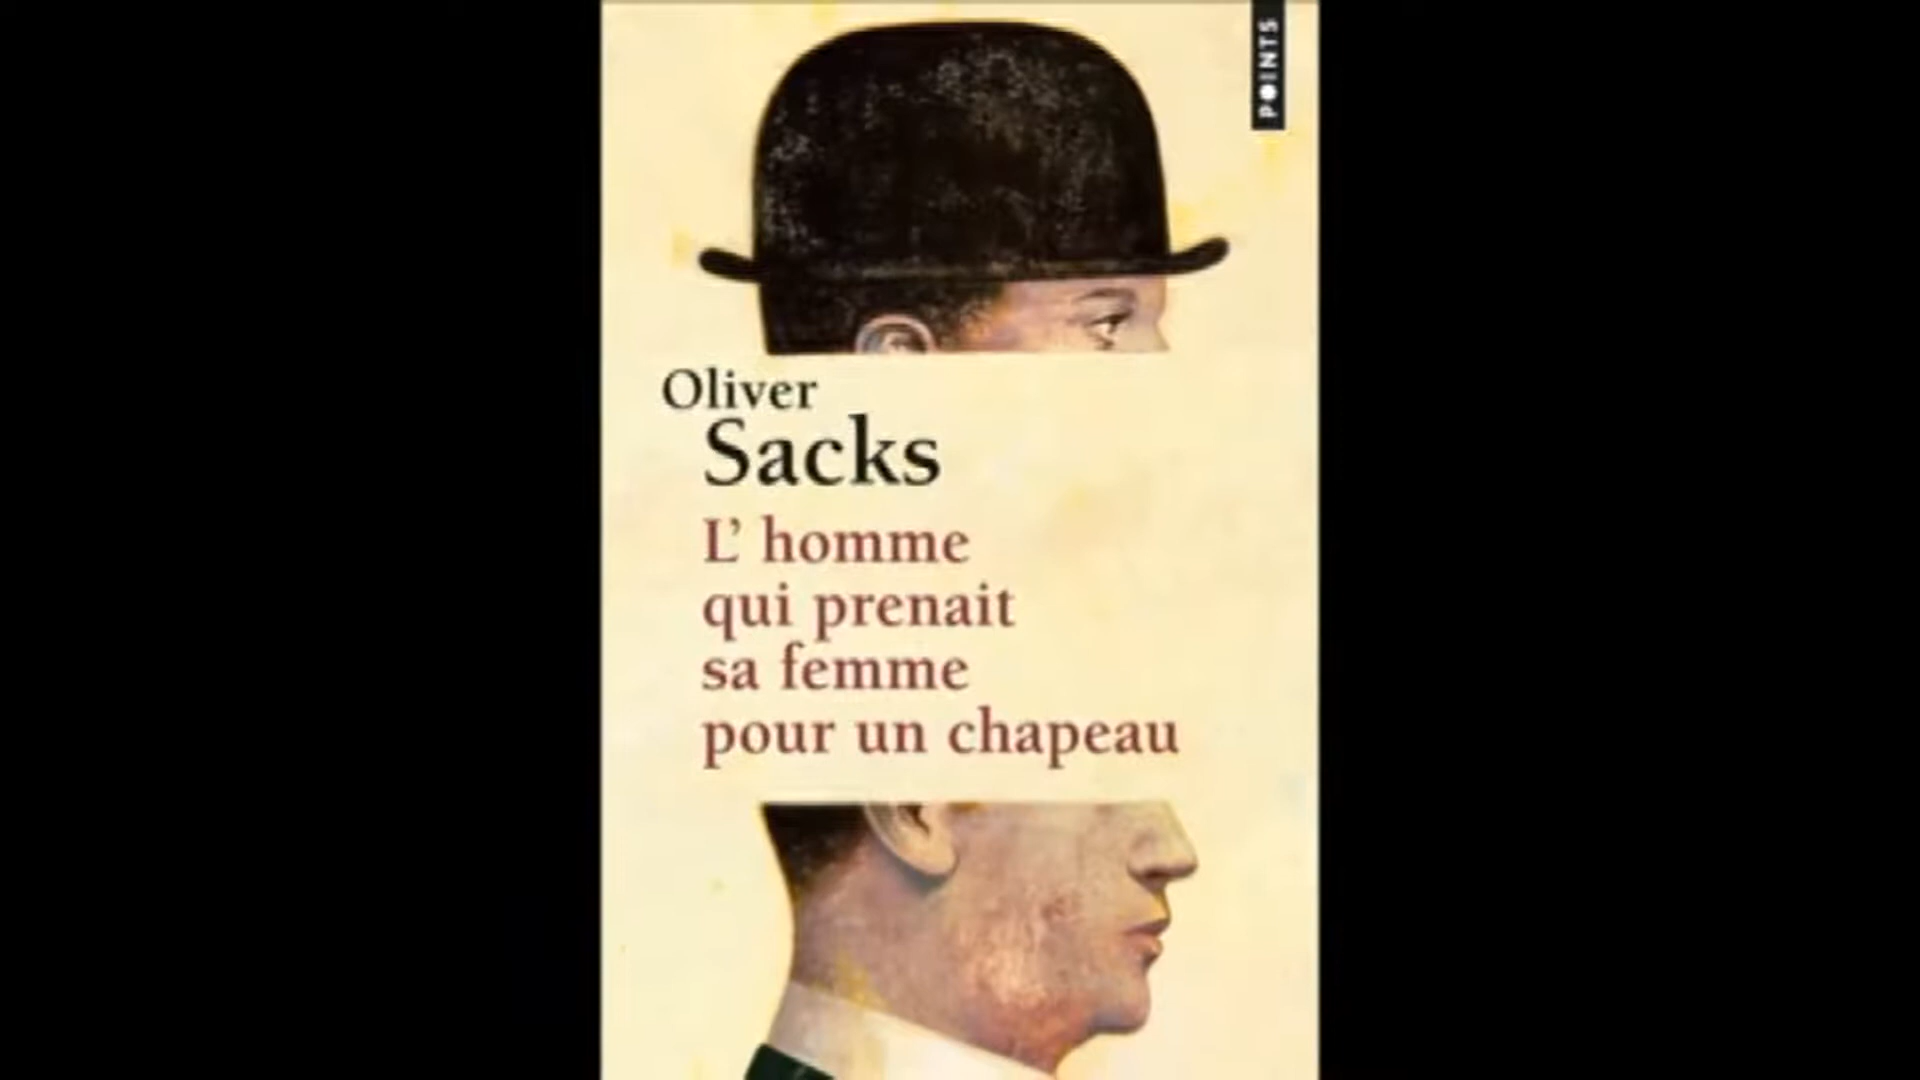 POINTS
Oliver
Sacks
L' homme
qui prenait
sa femme
pour un chapeau